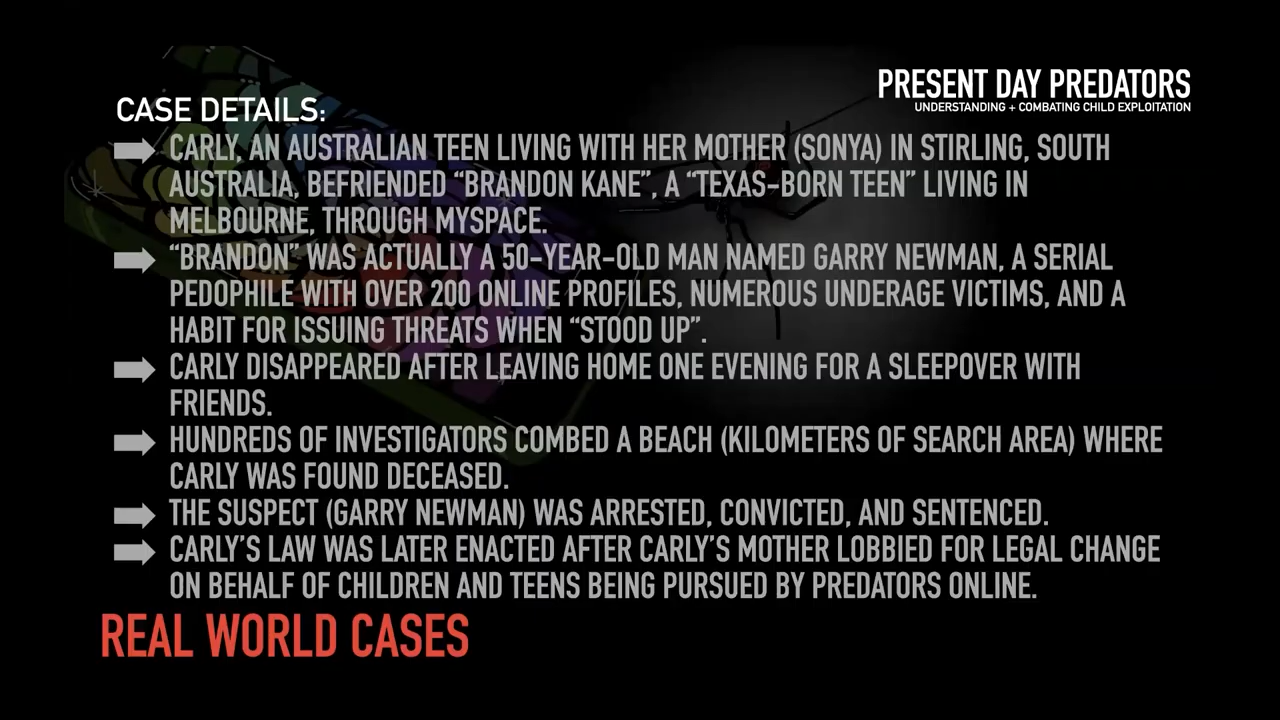 PRESENT DAY PREDATORS
UNDERSTANDING + COMBATING CHILD EXPLOITATION
CASE DETAILS:
CARLY, AN AUSTRALIAN TEEN LIVING WITH HER MOTHER (SONYA) IN STIRLING, SOUTH
AUSTRALIA, BEFRIENDED “BRANDON KANE”, A “TEXAS-BORN TEEN” LIVING IN
MELBOURNE, THROUGH MYSPACE.
“BRANDON” WAS ACTUALLY A 50-YEAR-OLD MAN NAMED GARRY NEWMAN, A SERIAL
PEDOPHILE WITH OVER 200 ONLINE PROFILES, NUMEROUS UNDERAGE VICTIMS, AND A
HABIT FOR ISSUING THREATS WHEN “STOOD UP”.
CARLY DISAPPEARED AFTER LEAVING HOME ONE EVENING FOR A SLEEPOVER WITH
FRIENDS.
HUNDREDS OF INVESTIGATORS COMBED A BEACH (KILOMETERS OF SEARCH AREA) WHERE
CARLY WAS FOUND DECEASED.
THE SUSPECT (GARRY NEWMAN) WAS ARRESTED, CONVICTED, AND SENTENCED.
CARLY’S LAW WAS LATER ENACTED AFTER CARLY’S MOTHER LOBBIED FOR LEGAL CHANGE
ON BEHALF OF CHILDREN AND TEENS BEING PURSUED BY PREDATORS ONLINE.
REAL WORLD CASES